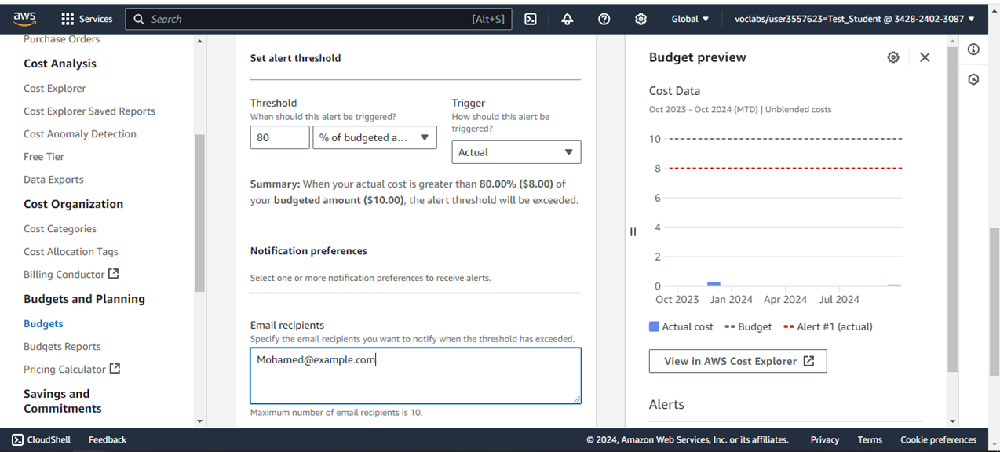 aws
Services
Search
[Alt+S]
Global
voclabs/user3557623=Test_Student @ 3428-2402-3087
Purchase Orders
Cost Analysis
Cost Explorer
Cost Explorer Saved Reports
Cost Anomaly Detection
Free Tier
Data Exports
Cost Organization
Cost Categories
Cost Allocation Tags
Billing Conductor
Budgets and Planning
Budgets
Budgets Reports
Pricing Calculator
Savings and
Commitments
Set alert threshold
Threshold
When should this alert be triggered?
80
% of budgeted a...
Trigger
How should this alert be
triggered?
Actual
Summary: When your actual cost is greater than 80.00% ($8.00) of
your budgeted amount ($10.00), the alert threshold will be exceeded.
Notification preferences
Select one or more notification preferences to receive alerts.
Email recipients
Specify the email recipients you want to notify when the threshold has exceeded.
Mohamed@example.com
Maximum number of email recipients is 10.
Budget preview
Cost Data
Oct 2023 - Oct 2024 (MTD) | Unblended costs
10
8
6
4
2
0
Oct 2023 Jan 2024 Apr 2024 Jul 2024
Actual cost Budget Alert #1 (actual)
View in AWS Cost Explorer
Alerts
CloudShell Feedback
© 2024, Amazon Web Services, Inc. or its affiliates. Privacy Terms Cookie preferences